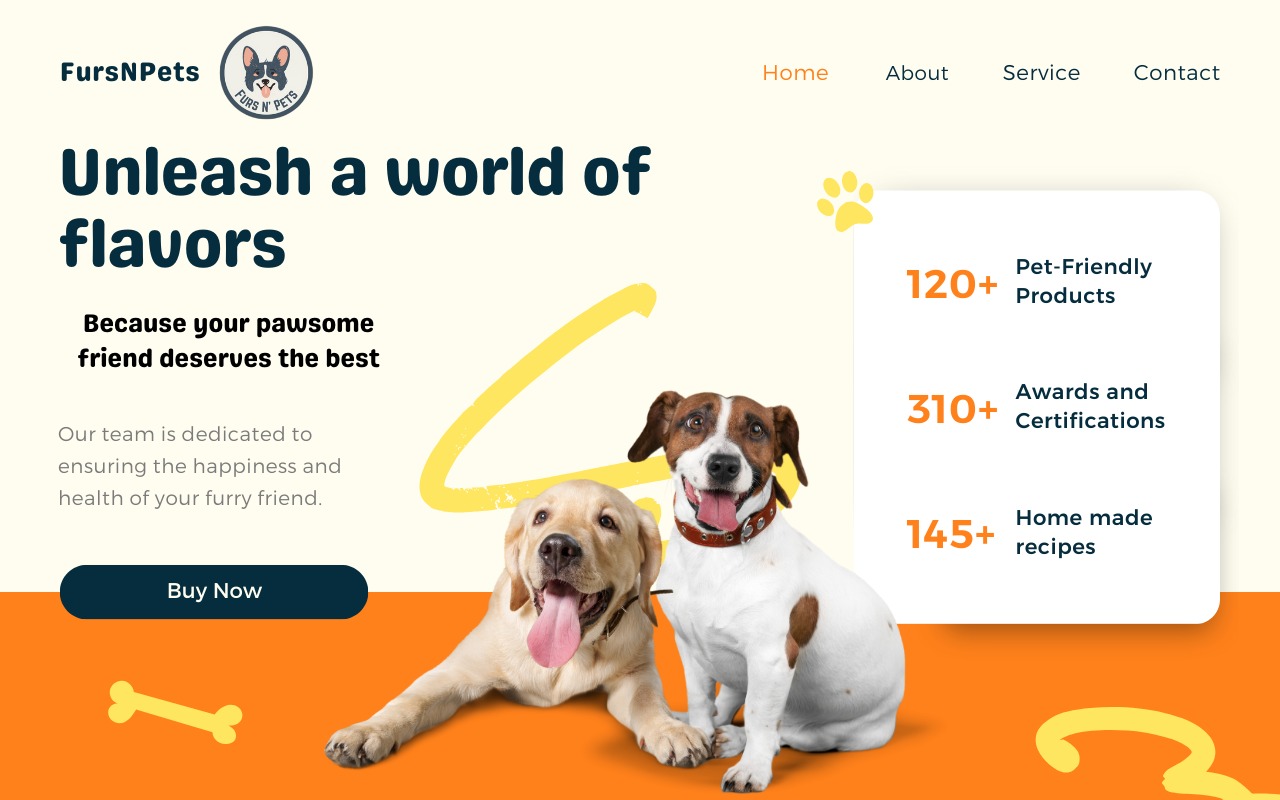 FursNPets
FURS N' PETS
Home
About
Service
Contact
Unleash a world of
flavors
Because your pawsome
friend deserves the best
Our team is dedicated to
ensuring the happiness and
health of your furry friend.
Buy Now
120+
Pet-Friendly
Products
310+
Awards and
Certifications
145+
Home made
recipes